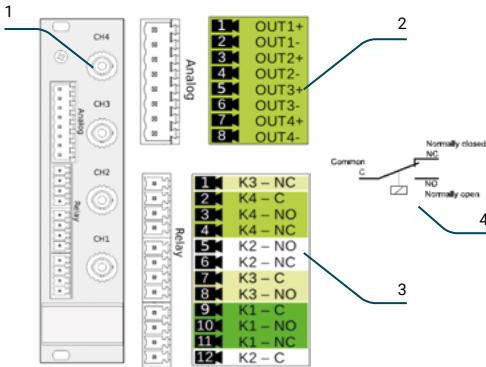 1
CH4
CH3
CH2
CH1
Analog
Relay
Analog
1 OUT1+
2 OUT1-
3 OUT2+
4 OUT2-
5 OUT3+
6 OUT3-
7 OUT4+
8 OUT4-
2
Relay
1 K3 – NC
2 K4 – C
3 K4 – NO
4 K4 – NC
5 K2 – NO
6 K2 – NC
7 K3 – C
8 K3 – NO
9 K1 – C
10 K1 – NO
11 K1 – NC
12 K2 – C
3
Normally closed
NC
Common
C
NO
Normally open
4